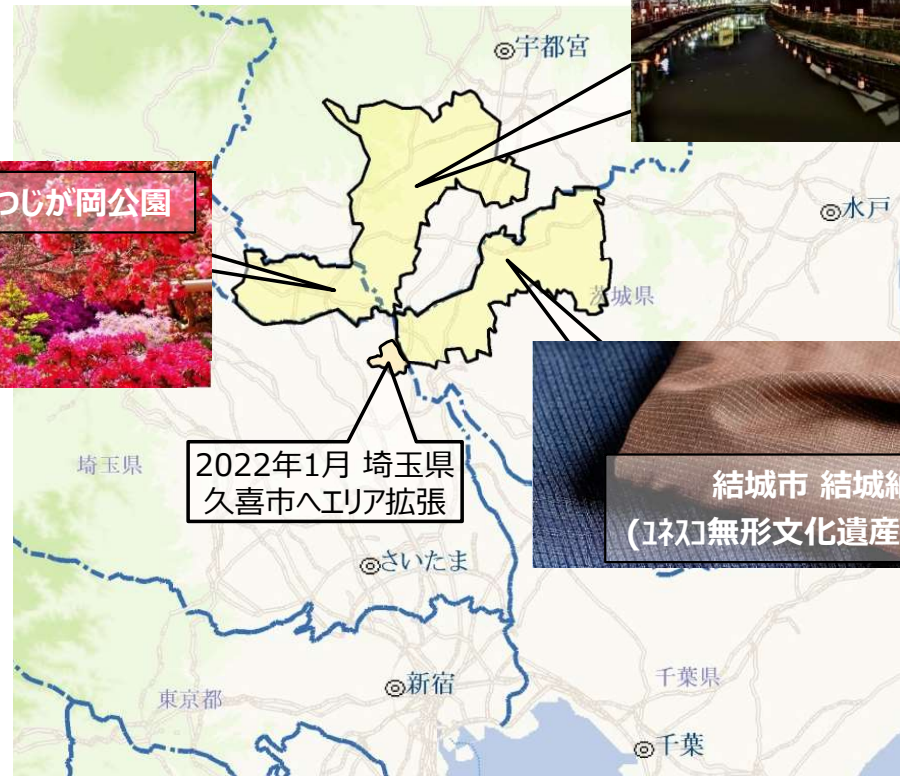 ◎宇都宮
つじが岡公園
◎水戸
茨城県
埼玉県
2022年1月 埼玉県
久喜市へエリア拡張
結城市 結城
(ﾕﾈｽｺ無形文化遺産
◎さいたま
東京都
◎新宿
千葉県
◎千葉